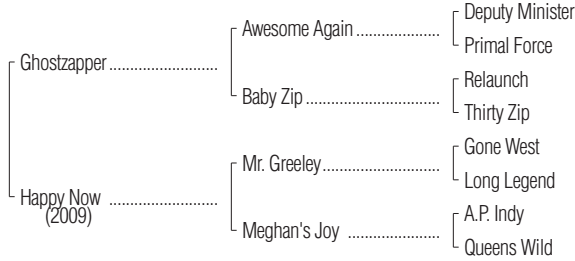 Deputy Minister
Awesome Again ...................
Primal Force
Ghostzapper .........................
Relaunch
Baby Zip ..............................
Thirty Zip
Gone West
Mr. Greeley...........................
Long Legend
Happy Now .........................
(2009)
A.P. Indy
Meghan's Joy .....................
Queens Wild